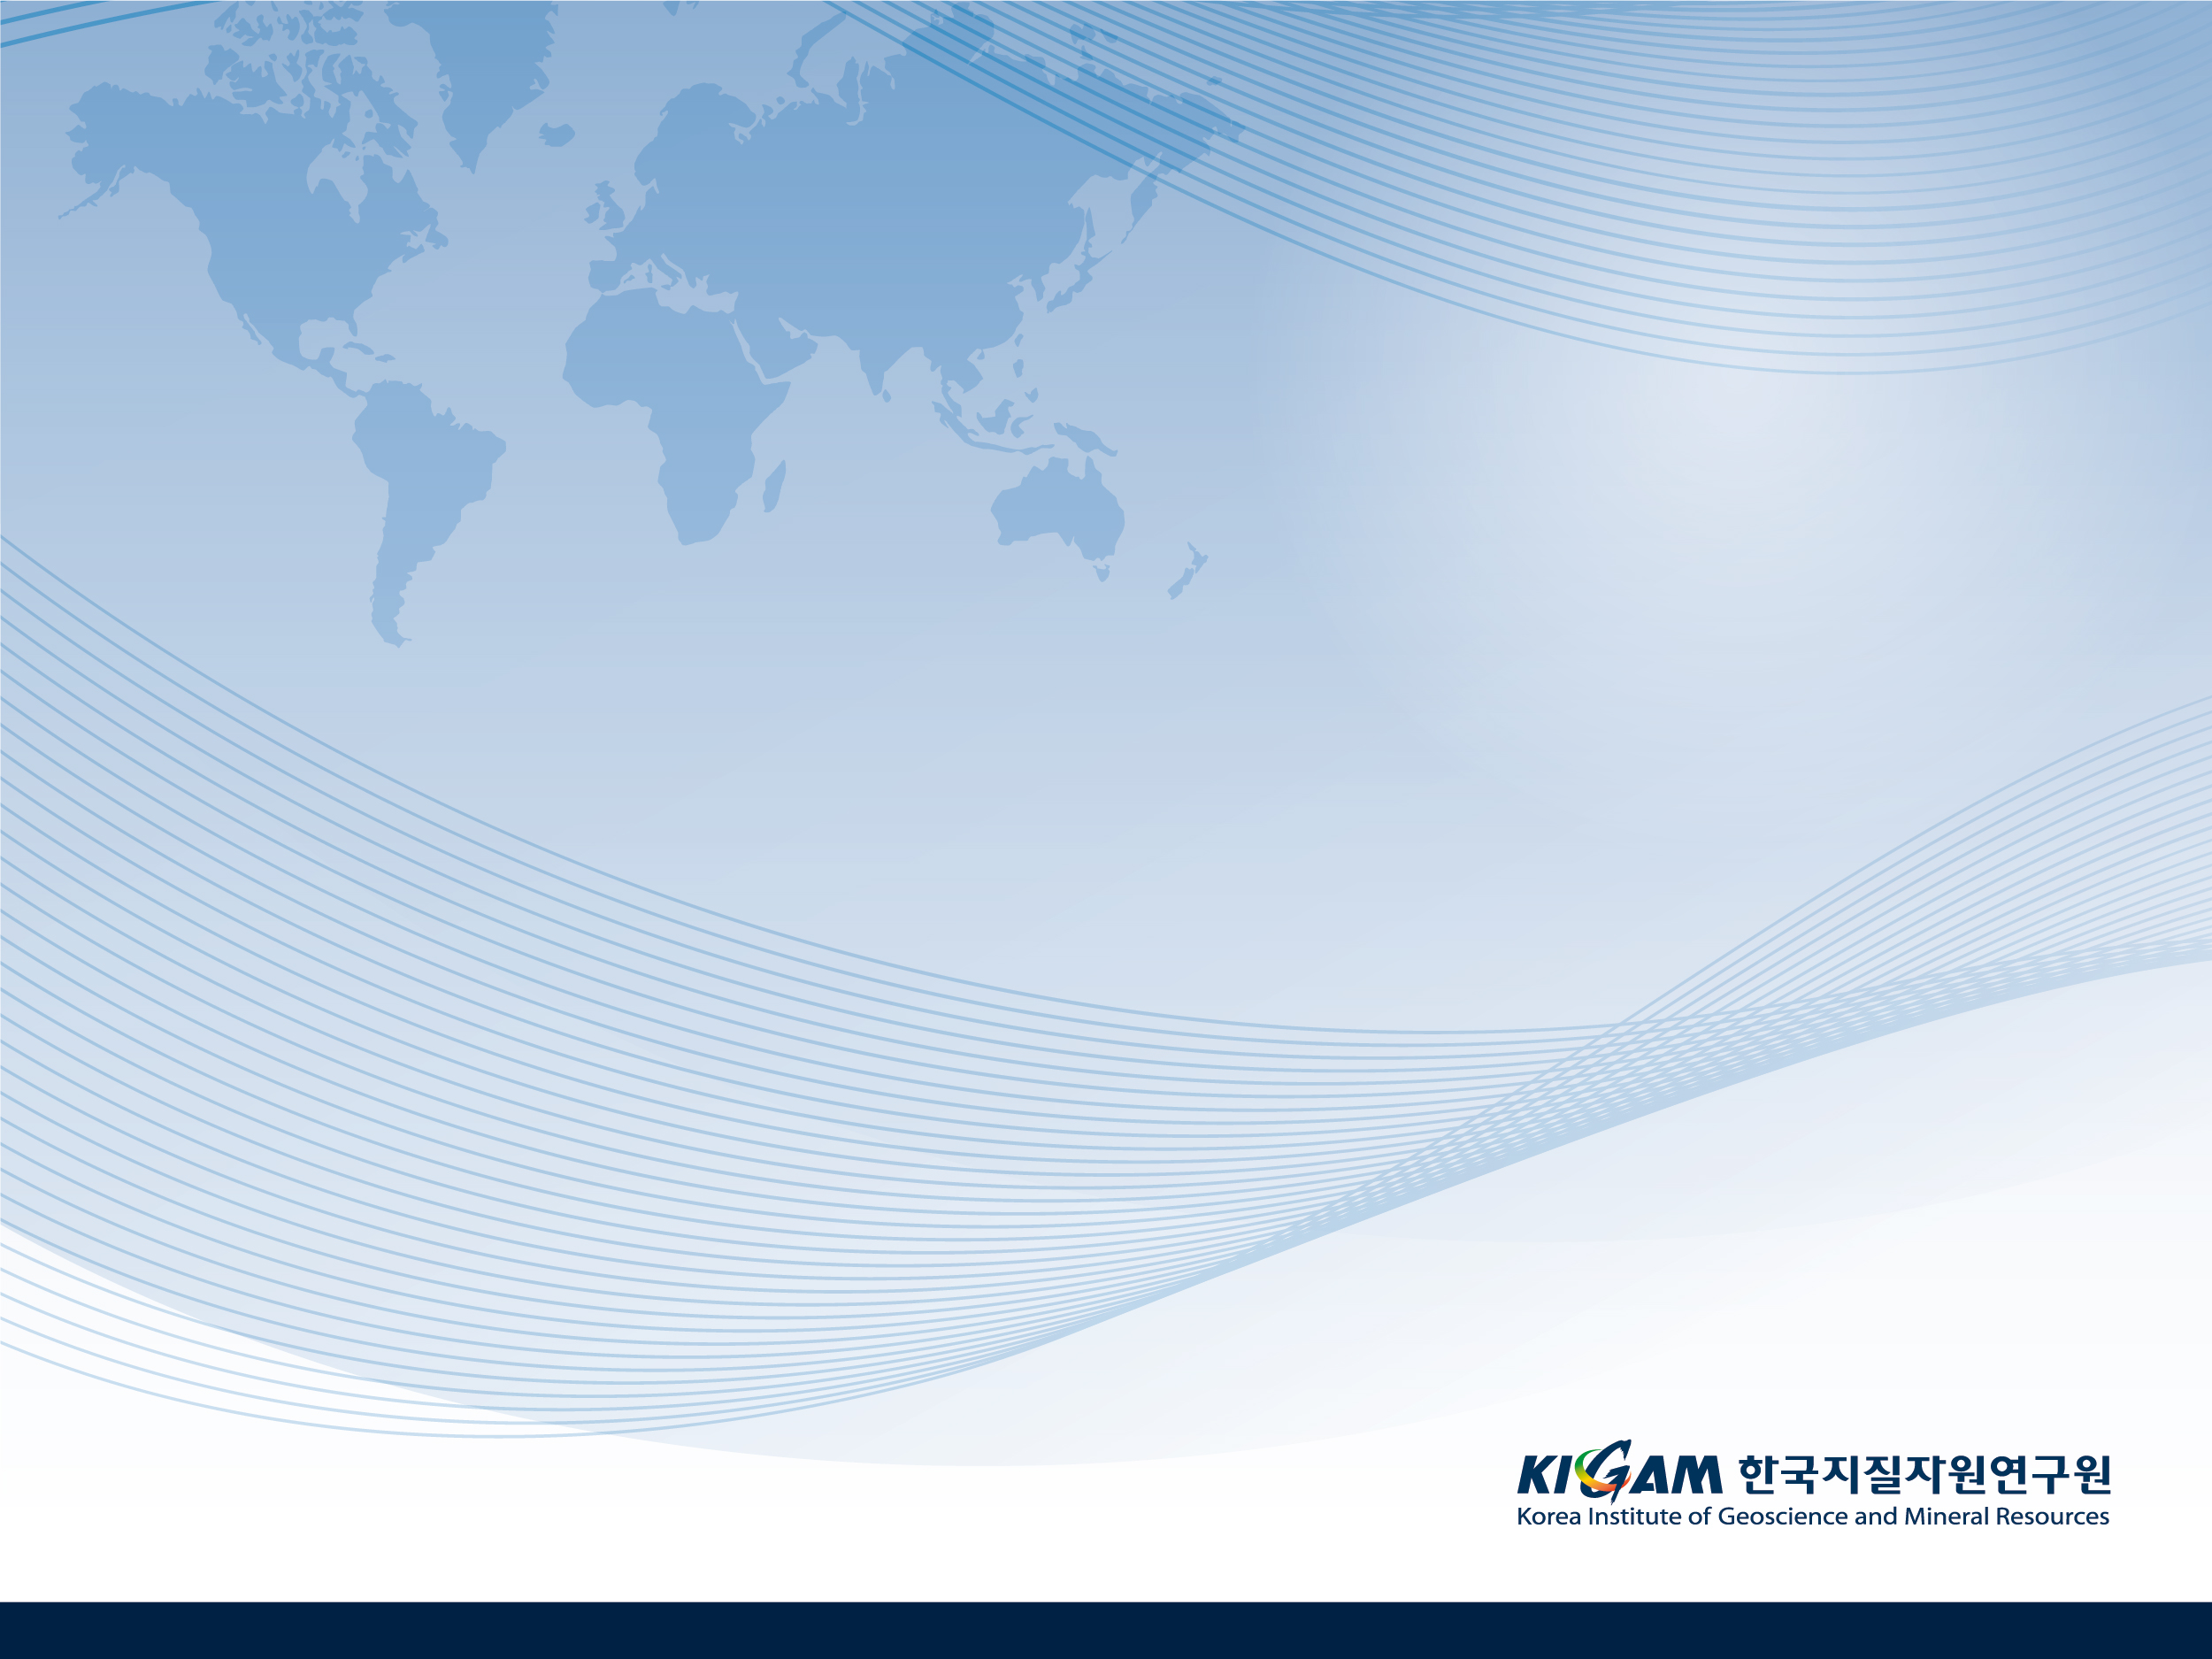 KIGAM 한국지질자원연구원
Korea Institute of Geoscience and Mineral Resources